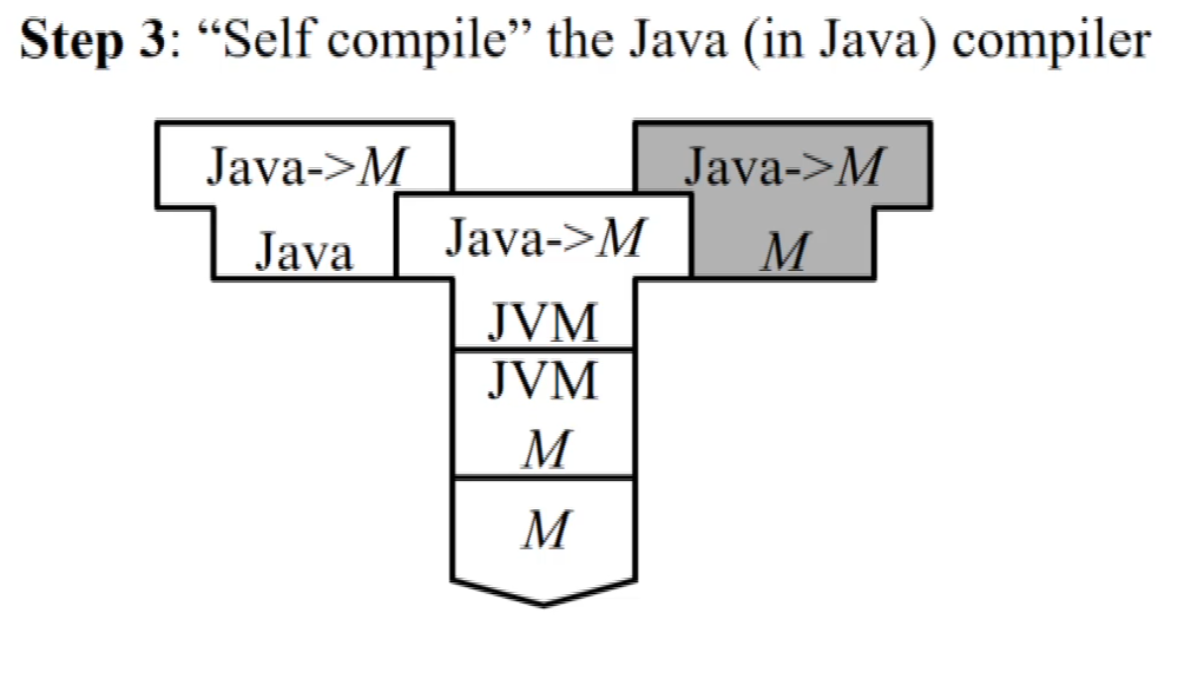 Step 3: “Self compile” the Java (in Java) compiler
Java->M
Java
Java->M
JVM
JVM
M
M
Java->M
M